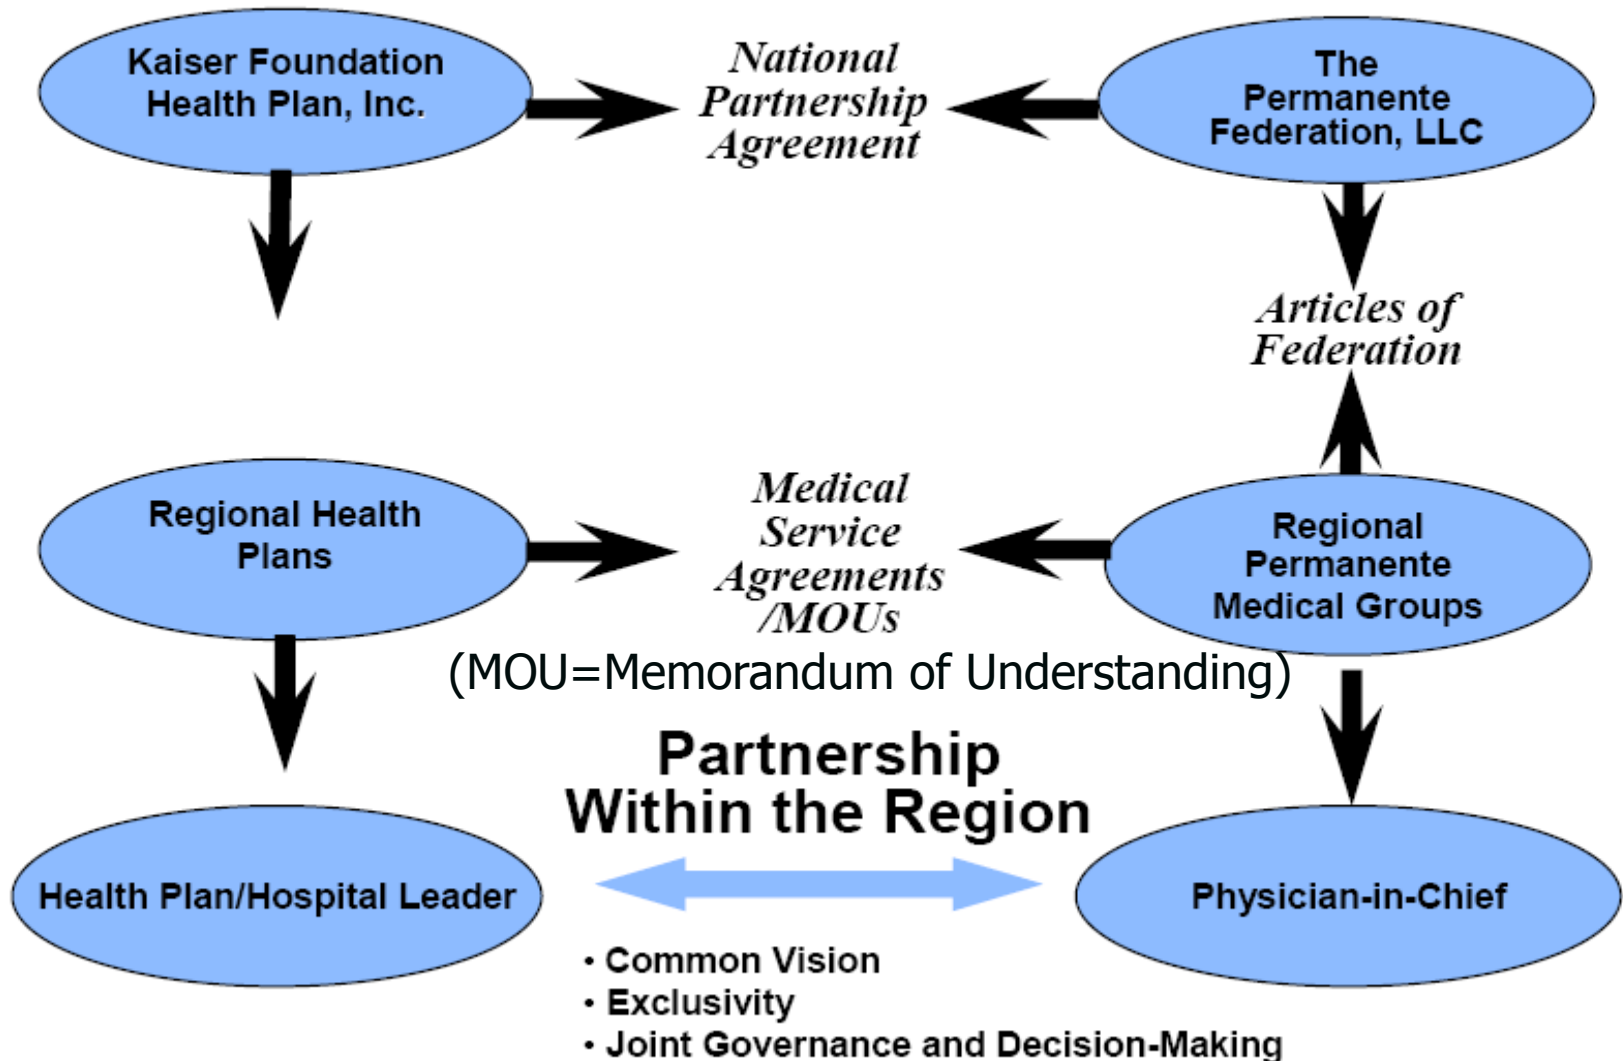 Kaiser Foundation
Health Plan, Inc.
National
Partnership
Agreement
The
Permanente
Federation, LLC
Articles of
Federation
Regional Health
Plans
Medical
Service
Agreements
/MOUs
Regional
Permanente
Medical Groups
(MOU=Memorandum of Understanding)
Partnership
Within the Region
Health Plan/Hospital Leader
Physician-in-Chief
• Common Vision
• Exclusivity
• Joint Governance and Decision-Making